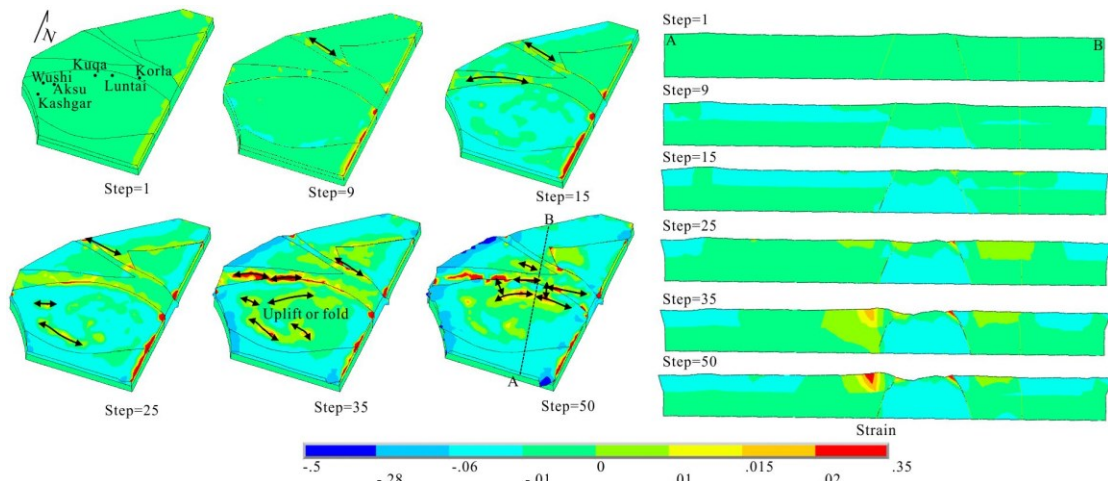 N
Kuqa
Korla
Wushi
Luntai
Aksu
Kashgar
Step=1
Step=9
Step=15
B
Uplift or fold
A
Step=25
Step=35
Step=50
Step=1
A
B
Step=9
Step=15
Step=25
Step=35
Step=50
Strain
-.5 -.06 0 .015 .35
-.28 -.01 .01 .02